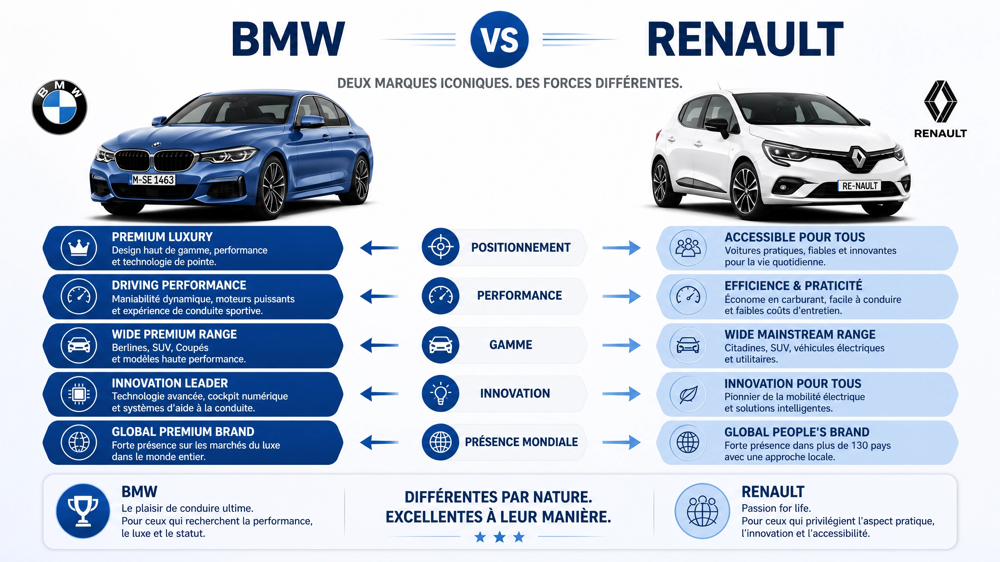 BMW
VS
RENAULT
DEUX MARQUES ICONIQUES. DES FORCES DIFFÉRENTES.
BMW
RENAULT
M-SE 1463
RE-NAULT
PREMIUM LUXURY
Design haut de gamme, performance
et technologie de pointe.
POSITIONNEMENT
ACCESSIBLE POUR TOUS
Voitures pratiques, fiables et innovantes
pour la vie quotidienne.
DRIVING PERFORMANCE
Maniabilité dynamique, moteurs puissants
et expérience de conduite sportive.
PERFORMANCE
EFFICIENCE & PRATICITÉ
Économe en carburant, facile à conduire
et faibles coûts d'entretien.
WIDE PREMIUM RANGE
Berlines, SUV, Coupés
et modèles haute performance.
GAMME
WIDE MAINSTREAM RANGE
Citadines, SUV, véhicules électriques
et utilitaires.
INNOVATION LEADER
Technologie avancée, cockpit numérique
et systèmes d'aide à la conduite.
INNOVATION
INNOVATION POUR TOUS
Pionnier de la mobilité électrique
et solutions intelligentes.
GLOBAL PREMIUM BRAND
Forte présence sur les marchés du luxe
dans le monde entier.
PRÉSENCE MONDIALE
GLOBAL PEOPLE'S BRAND
Forte présence dans plus de 130 pays
avec une approche locale.
BMW
Le plaisir de conduire ultime.
Pour ceux qui recherchent la performance,
le luxe et le statut.
DIFFÉRENTES PAR NATURE.
EXCELLENTES À LEUR MANIÈRE.
RENAULT
Passion for life.
Pour ceux qui privilégient l'aspect pratique,
l'innovation et l'accessibilité.